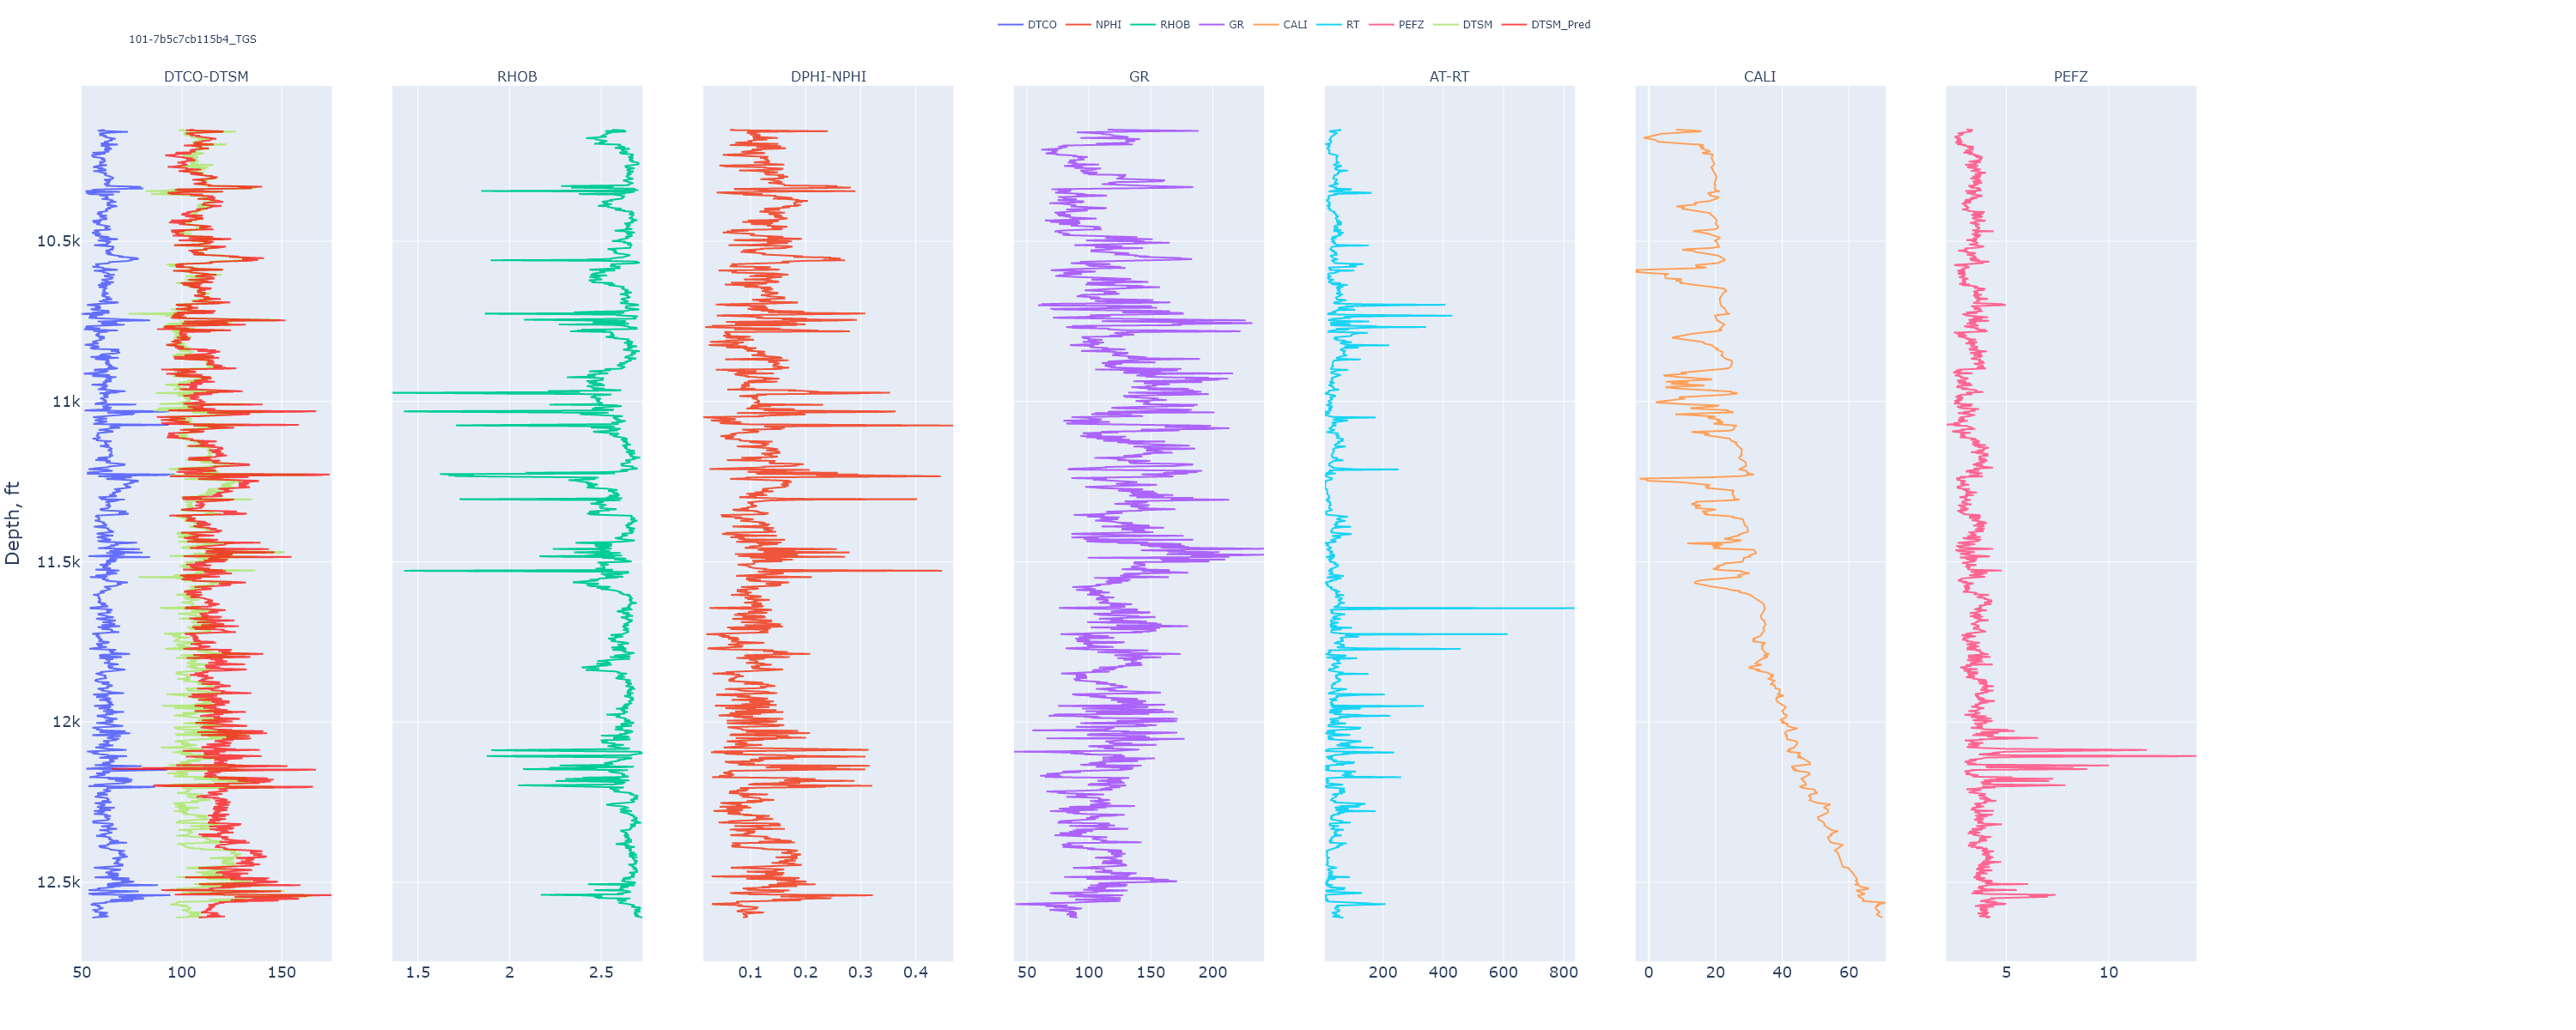 DTCO NPHI RHOB GR CALI RT PEFZ DTSM DTSM_Pred
101-7b5c7cb115b4_TGS
DTCO-DTSM RHOB DPHI-NPHI GR AT-RT CALI PEFZ
Depth, ft
10.5k
11k
11.5k
12k
12.5k
50 100 150 1.5 2 2.5 0.1 0.2 0.3 0.4 50 100 150 200 200 400 600 800 0 20 40 60 5 10